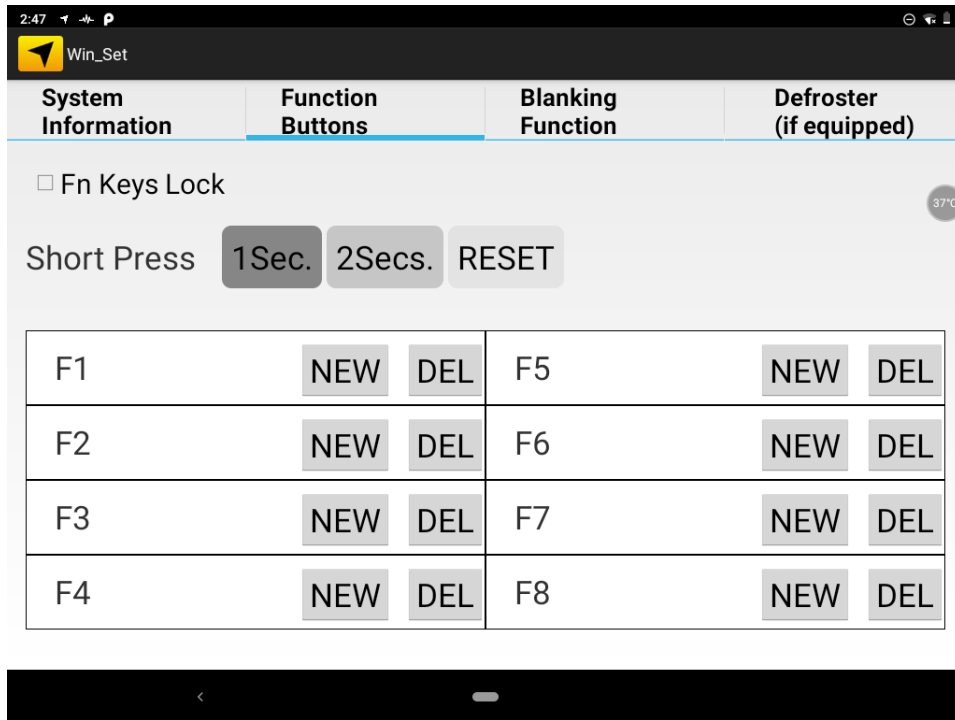 2:47
Win_Set
System Information
Function Buttons
Blanking Function
Defroster (if equipped)
Fn Keys Lock
37°C
Short Press 1Sec. 2Secs. RESET
F1 NEW DEL F5 NEW DEL
F2 NEW DEL F6 NEW DEL
F3 NEW DEL F7 NEW DEL
F4 NEW DEL F8 NEW DEL